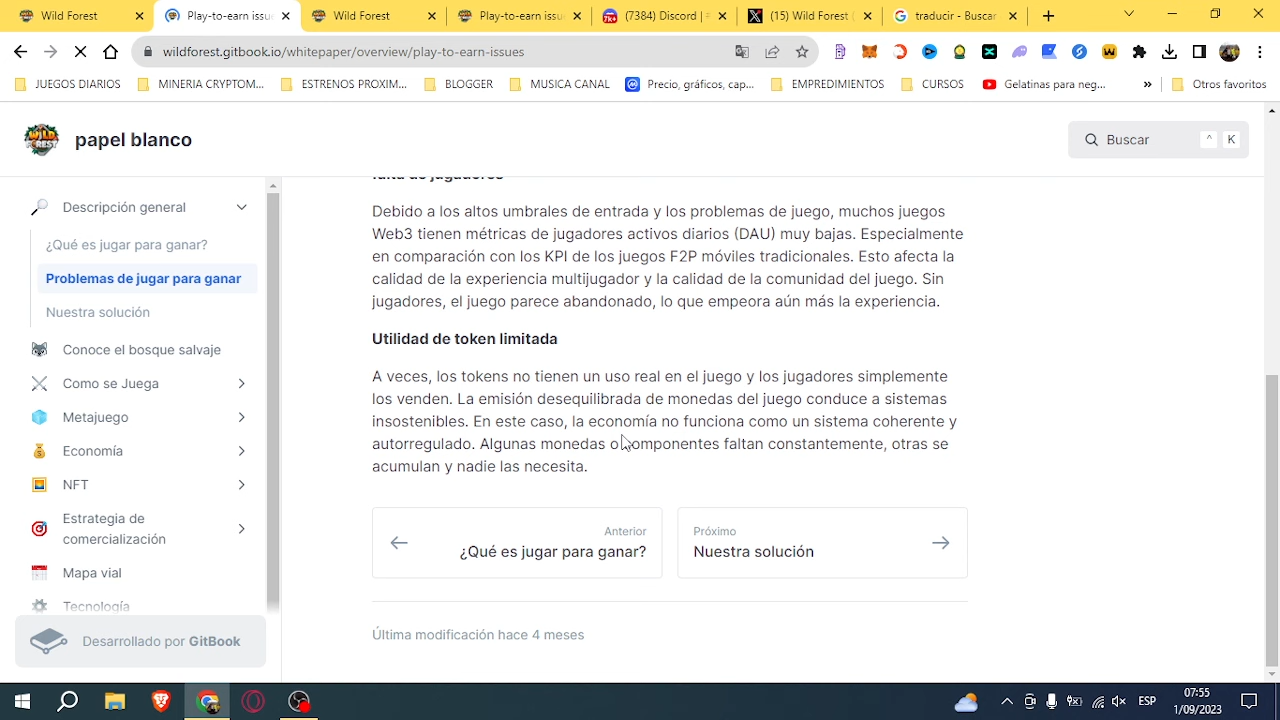 Wild Forest
Play-to-earn issu
Wild Forest
Play-to-earn issu
(7384) Discord |
(15) Wild Forest (
traducir - Buscar
wildforest.gitbook.io/whitepaper/overview/play-to-earn-issues
JUEGOS DIARIOS
MINERIA CRYPTOM...
ESTRENOS PROXIM...
BLOGGER
MUSICA CANAL
Precio, gráficos, cap...
EMPREDIMIENTOS
CURSOS
Gelatinas para neg...
»
Otros favoritos
WILD FOREST
papel blanco
Buscar
^ K
Descripción general
¿Qué es jugar para ganar?
Problemas de jugar para ganar
Nuestra solución
Conoce el bosque salvaje
Como se Juega
Metajuego
Economía
NFT
Estrategia de
comercialización
Mapa vial
Tecnología
Desarrollado por GitBook
falta de jugadores
Debido a los altos umbrales de entrada y los problemas de juego, muchos juegos
Web3 tienen métricas de jugadores activos diarios (DAU) muy bajas. Especialmente
en comparación con los KPI de los juegos F2P móviles tradicionales. Esto afecta la
calidad de la experiencia multijugador y la calidad de la comunidad del juego. Sin
jugadores, el juego parece abandonado, lo que empeora aún más la experiencia.
Utilidad de token limitada
A veces, los tokens no tienen un uso real en el juego y los jugadores simplemente
los venden. La emisión desequilibrada de monedas del juego conduce a sistemas
insostenibles. En este caso, la economía no funciona como un sistema coherente y
autorregulado. Algunas monedas o componentes faltan constantemente, otras se
acumulan y nadie las necesita.
Anterior
¿Qué es jugar para ganar?
Próximo
Nuestra solución
Última modificación hace 4 meses
ESP
07:55
1/09/2023